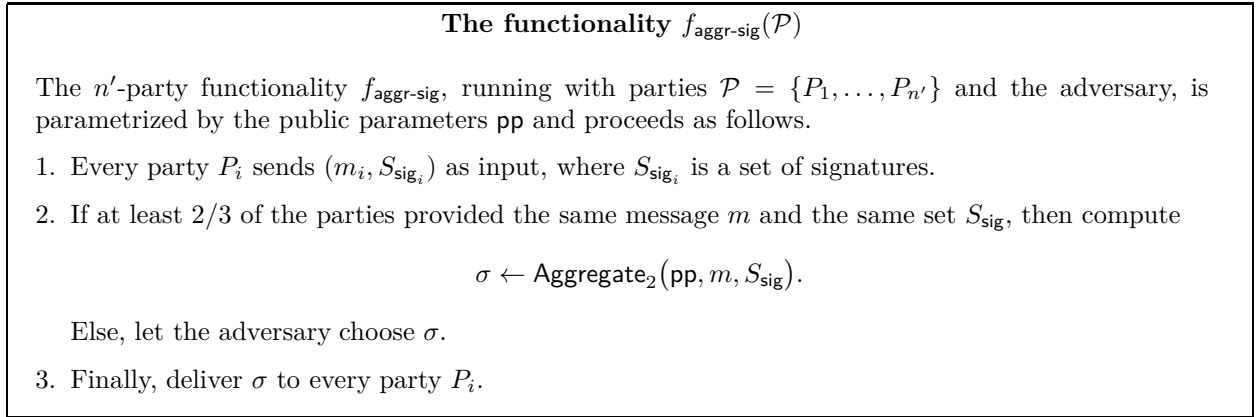 The functionality f_aggr-sig(𝒫)
The n′-party functionality f_aggr-sig, running with parties 𝒫 = {P_1, . . . , P_n′} and the adversary, is
parametrized by the public parameters pp and proceeds as follows.
1. Every party P_i sends (m_i, S_sig_i) as input, where S_sig_i is a set of signatures.
2. If at least 2/3 of the parties provided the same message m and the same set S_sig, then compute
σ ← Aggregate_2(pp, m, S_sig).
Else, let the adversary choose σ.
3. Finally, deliver σ to every party P_i.